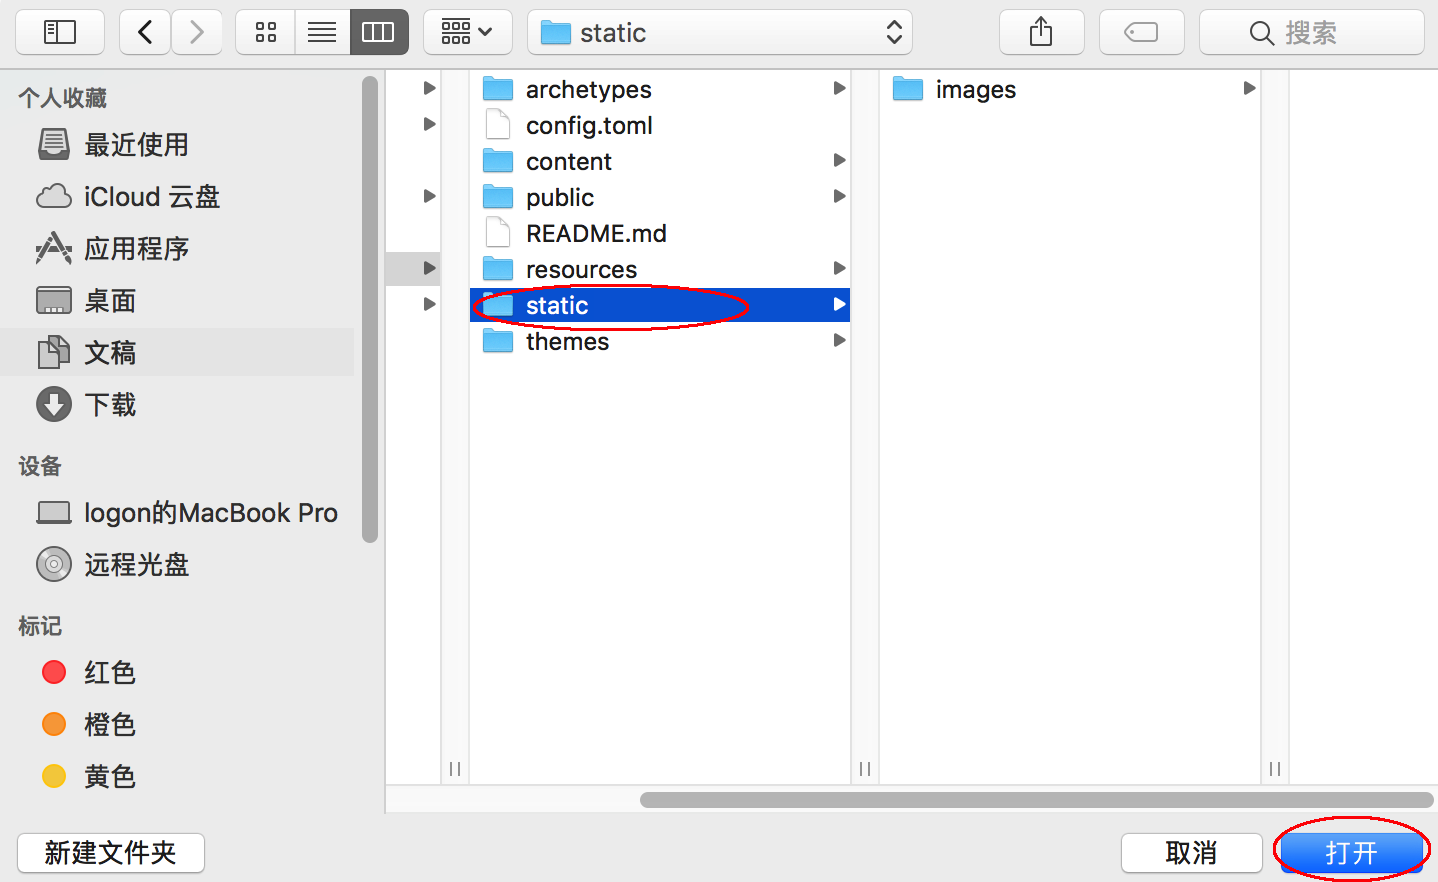 static
搜索
个人收藏
最近使用
iCloud 云盘
应用程序
桌面
文稿
下载
设备
logon的MacBook Pro
远程光盘
标记
红色
橙色
黄色
archetypes
config.toml
content
public
README.md
resources
static
themes
images
新建文件夹
取消
打开